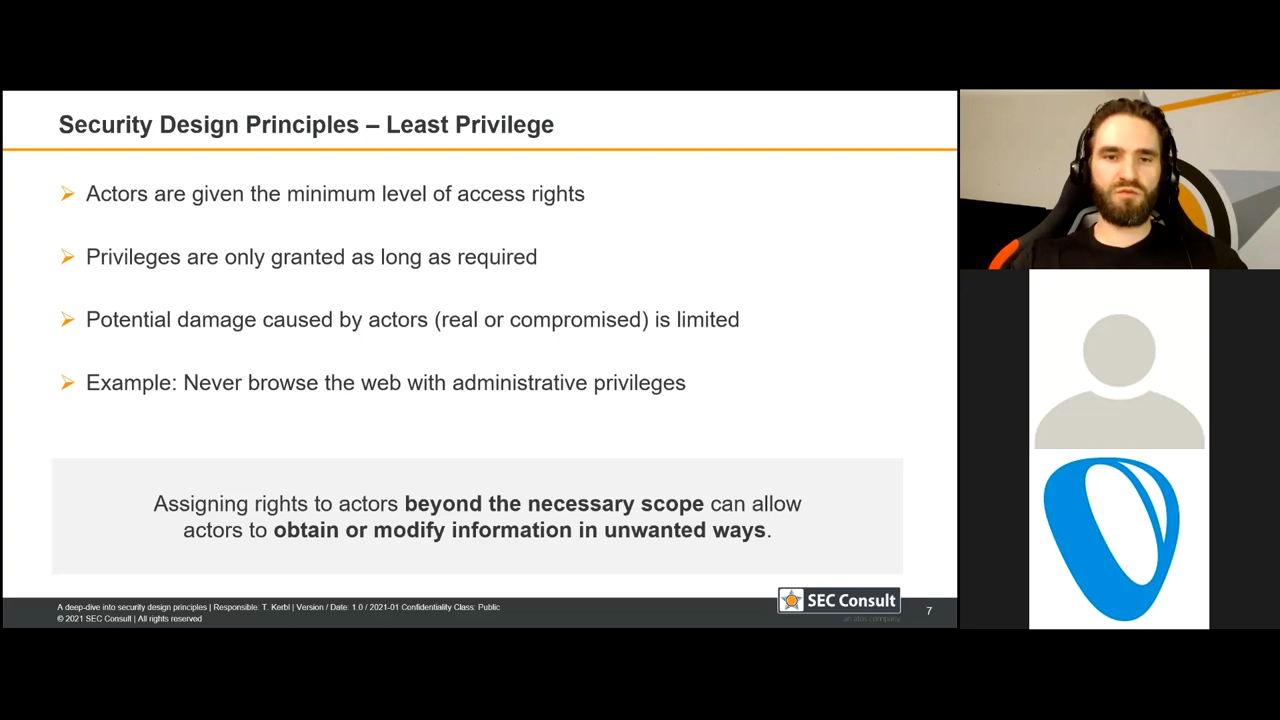 Security Design Principles – Least Privilege
Actors are given the minimum level of access rights
Privileges are only granted as long as required
Potential damage caused by actors (real or compromised) is limited
Example: Never browse the web with administrative privileges
Assigning rights to actors beyond the necessary scope can allow
actors to obtain or modify information in unwanted ways.
A deep-dive into security design principles | Responsible: T. Kerbl | Version / Date: 1.0 / 2021-01 Confidentiality Class: Public
© 2021 SEC Consult | All rights reserved
SEC Consult
an atos company
7